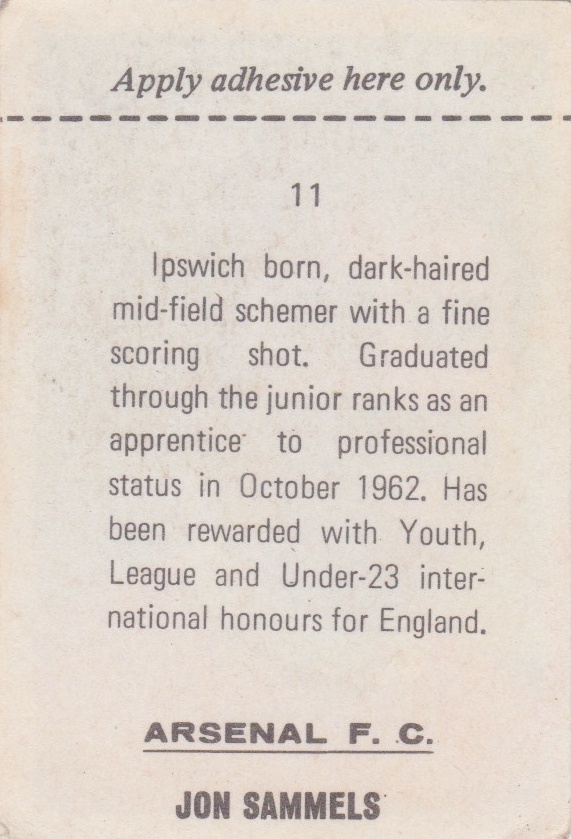 Apply adhesive here only.
11
Ipswich born, dark-haired
mid-field schemer with a fine
scoring shot. Graduated
through the junior ranks as an
apprentice to professional
status in October 1962. Has
been rewarded with Youth,
League and Under-23 inter-
national honours for England.
ARSENAL F. C.
JON SAMMELS